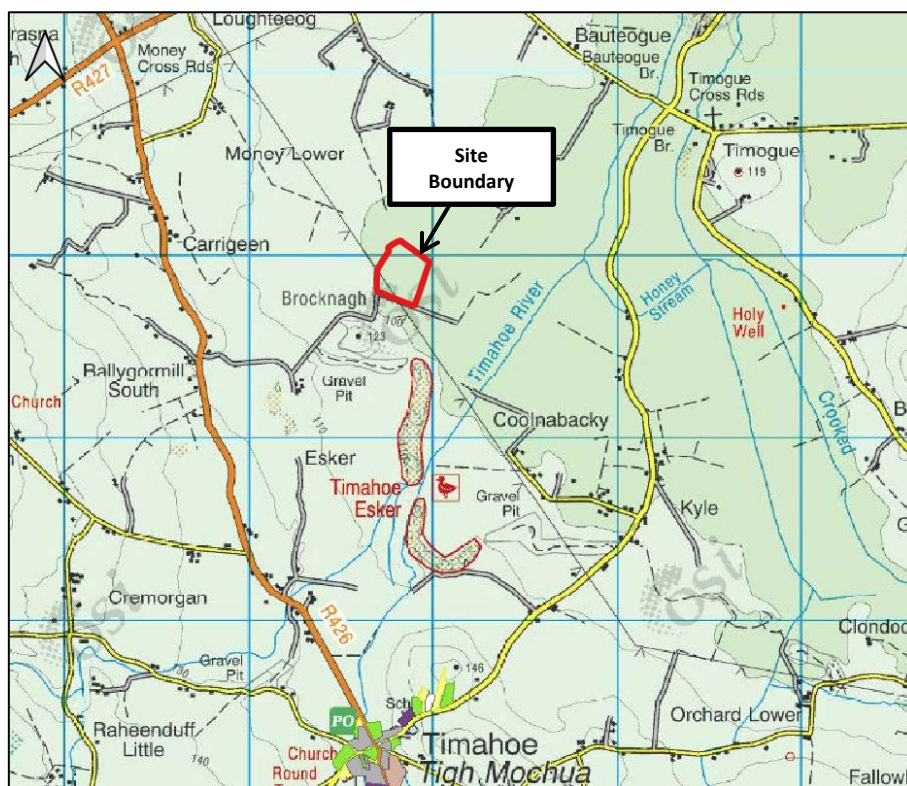 Loughteeog
Bauteogue
Bauteogue
Br.
Money
Cross Rds
R427
Timogue
Cross Rds
Timogue
Br.
Timogue
119
Money Lower
Site
Boundary
Carrigeen
Brocknagh
100
123
Honey
Stream
Holy
Well
Timahoe River
Ballygormill
South
Gravel
Pit
Church
110
Coolnabacky
Crooked
Esker
Timahoe
Esker
Gravel
Pit
Kyle
Cremorgan
R426
Osi
Gravel
Pit
130
146
Sch
PO
Orchard Lower
Raheenduff
Little
140
Church
Round
Timahoe
Tigh Mochua